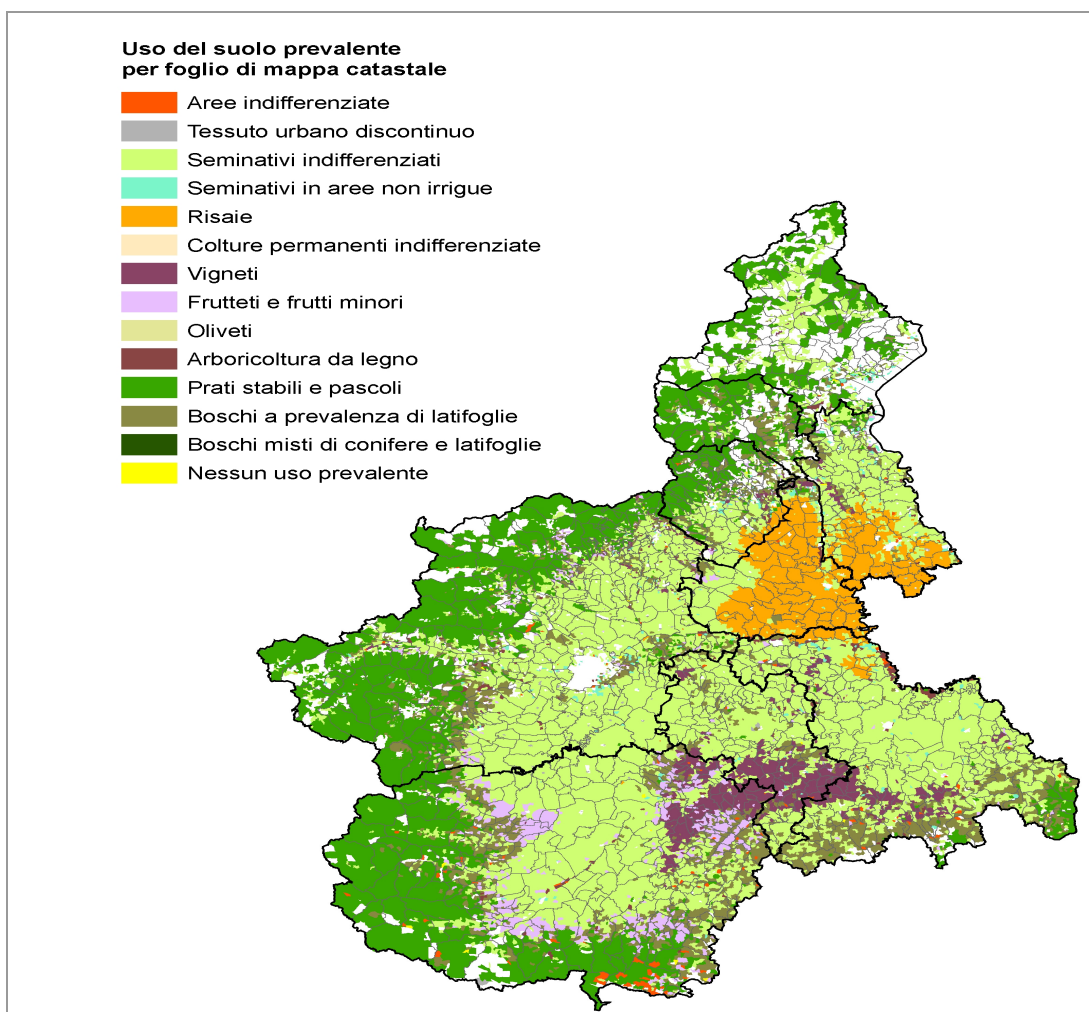 Uso del suolo prevalente
per foglio di mappa catastale
Aree indifferenziate
Tessuto urbano discontinuo
Seminativi indifferenziati
Seminativi in aree non irrigue
Risaie
Colture permanenti indifferenziate
Vigneti
Frutteti e frutti minori
Oliveti
Arboricoltura da legno
Prati stabili e pascoli
Boschi a prevalenza di latifoglie
Boschi misti di conifere e latifoglie
Nessun uso prevalente